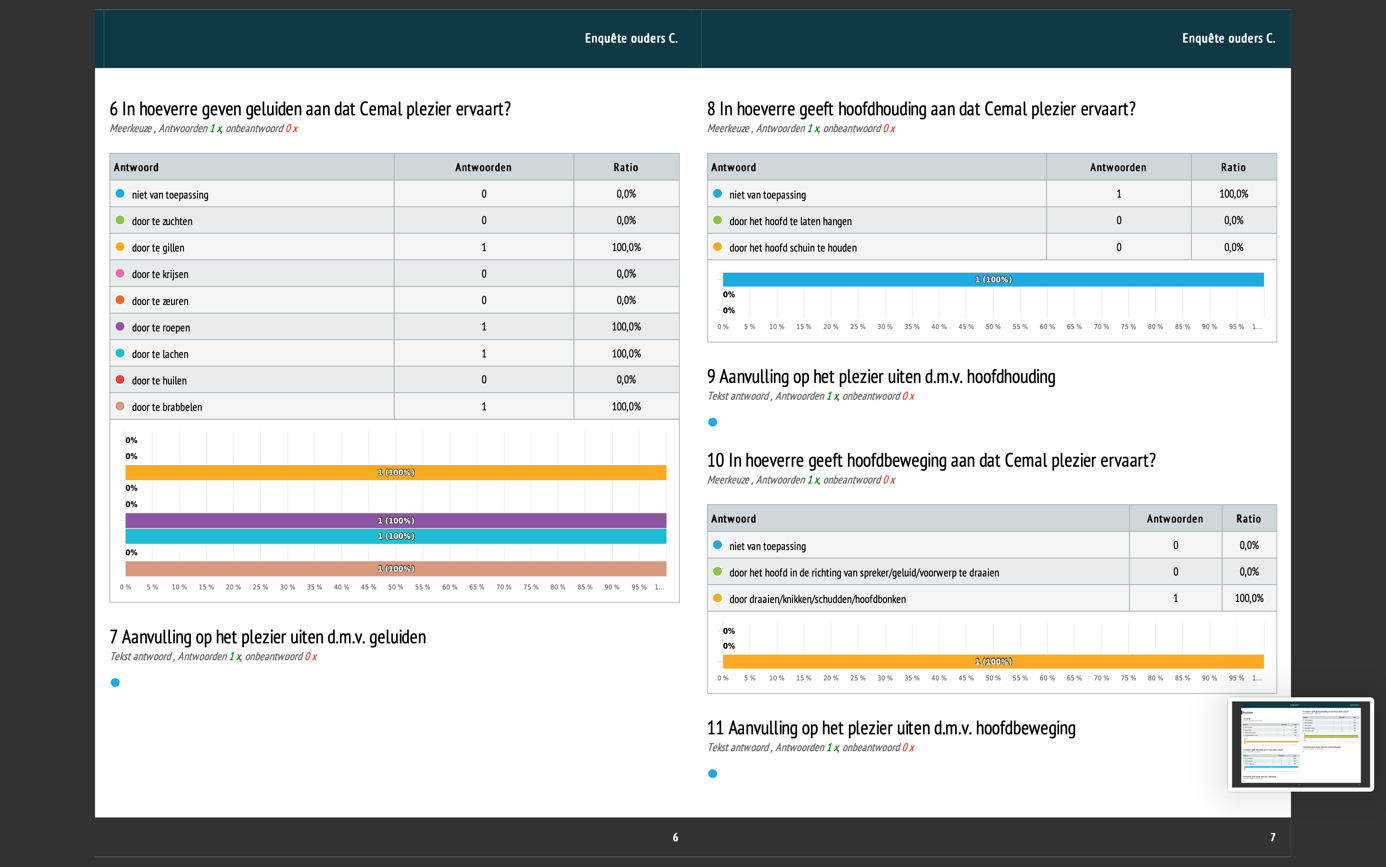 Enquête ouders C.
6 In hoeverre geven geluiden aan dat Cemal plezier ervaart?
Meerkeuze , Antwoorden 1 x, onbeantwoord 0 x
Antwoord Antwoorden Ratio
niet van toepassing 0 0,0%
door te zuchten 0 0,0%
door te gillen 1 100,0%
door te krijsen 0 0,0%
door te zeuren 0 0,0%
door te roepen 1 100,0%
door te lachen 1 100,0%
door te huilen 0 0,0%
door te brabbelen 1 100,0%
0%
0%
1 (100%)
0%
0%
1 (100%)
1 (100%)
0%
1 (100%)
0 % 5 % 10 % 15 % 20 % 25 % 30 % 35 % 40 % 45 % 50 % 55 % 60 % 65 % 70 % 75 % 80 % 85 % 90 % 95 % 1...
7 Aanvulling op het plezier uiten d.m.v. geluiden
Tekst antwoord , Antwoorden 1 x, onbeantwoord 0 x
6
Enquête ouders C.
8 In hoeverre geeft hoofdhouding aan dat Cemal plezier ervaart?
Meerkeuze , Antwoorden 1 x, onbeantwoord 0 x
Antwoord Antwoorden Ratio
niet van toepassing 1 100,0%
door het hoofd te laten hangen 0 0,0%
door het hoofd schuin te houden 0 0,0%
1 (100%)
0%
0%
0 % 5 % 10 % 15 % 20 % 25 % 30 % 35 % 40 % 45 % 50 % 55 % 60 % 65 % 70 % 75 % 80 % 85 % 90 % 95 % 1...
9 Aanvulling op het plezier uiten d.m.v. hoofdhouding
Tekst antwoord , Antwoorden 1 x, onbeantwoord 0 x
10 In hoeverre geeft hoofdbeweging aan dat Cemal plezier ervaart?
Meerkeuze , Antwoorden 1 x, onbeantwoord 0 x
Antwoord Antwoorden Ratio
niet van toepassing 0 0,0%
door het hoofd in de richting van spreker/geluid/voorwerp te draaien 0 0,0%
door draaien/knikken/schudden/hoofdbonken 1 100,0%
0%
0%
1 (100%)
0 % 5 % 10 % 15 % 20 % 25 % 30 % 35 % 40 % 45 % 50 % 55 % 60 % 65 % 70 % 75 % 80 % 85 % 90 % 95 % 1...
11 Aanvulling op het plezier uiten d.m.v. hoofdbeweging
Tekst antwoord , Antwoorden 1 x, onbeantwoord 0 x
7